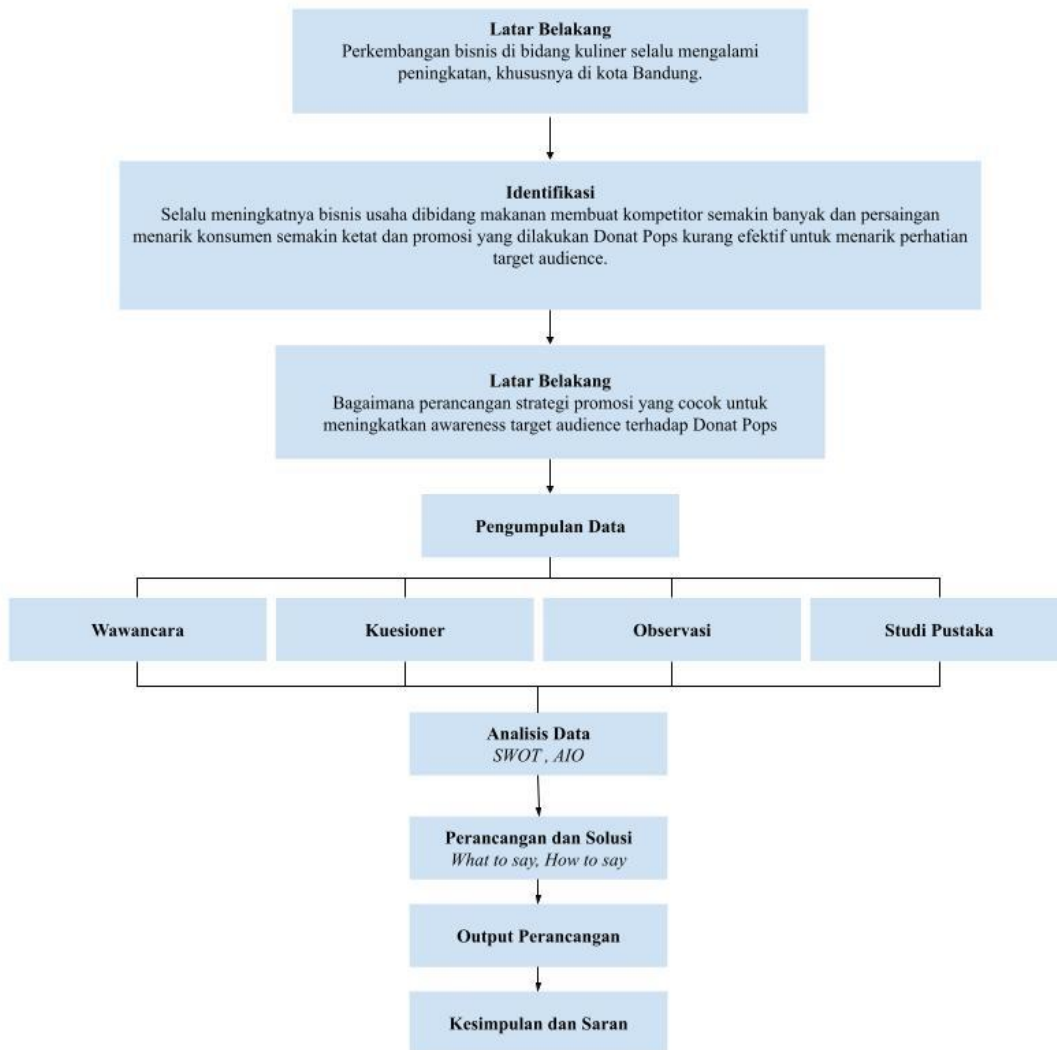 Latar Belakang
Perkembangan bisnis di bidang kuliner selalu mengalami
peningkatan, khususnya di kota Bandung.
Identifikasi
Selalu meningkatnya bisnis usaha dibidang makanan membuat kompetitor semakin banyak dan persaingan
menarik konsumen semakin ketat dan promosi yang dilakukan Donat Pops kurang efektif untuk menarik perhatian
target audience.
Latar Belakang
Bagaimana perancangan strategi promosi yang cocok untuk
meningkatkan awareness target audience terhadap Donat Pops
Pengumpulan Data
Wawancara
Kuesioner
Observasi
Studi Pustaka
Analisis Data
SWOT , AIO
Perancangan dan Solusi
What to say, How to say
Output Perancangan
Kesimpulan dan Saran